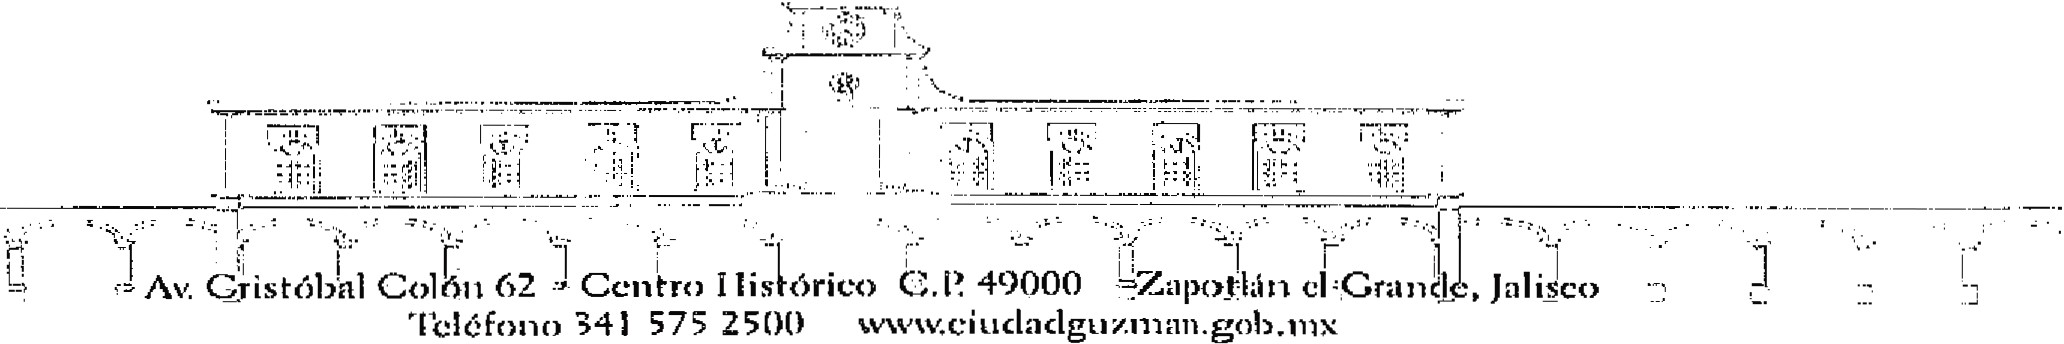 Av. Cristóbal Colón 62 - Centro Histórico C.P. 49000 Zapotlán el Grande, Jalisco
Teléfono 341 575 2500 www.ciudadguzman.gob.mx